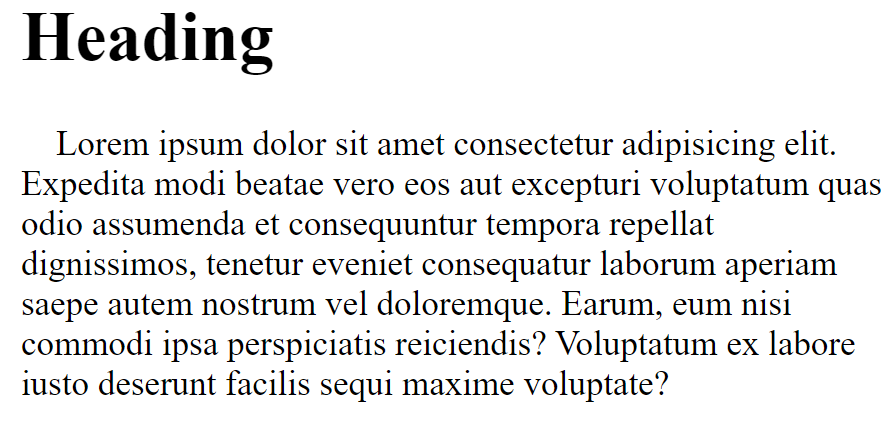 Heading
Lorem ipsum dolor sit amet consectetur adipisicing elit.
Expedita modi beatae vero eos aut excepturi voluptatum quas
odio assumenda et consequuntur tempora repellat
dignissimos, tenetur eveniet consequatur laborum aperiam
saepe autem nostrum vel doloremque. Earum, eum nisi
commodi ipsa perspiciatis reiciendis? Voluptatum ex labore
iusto deserunt facilis sequi maxime voluptate?